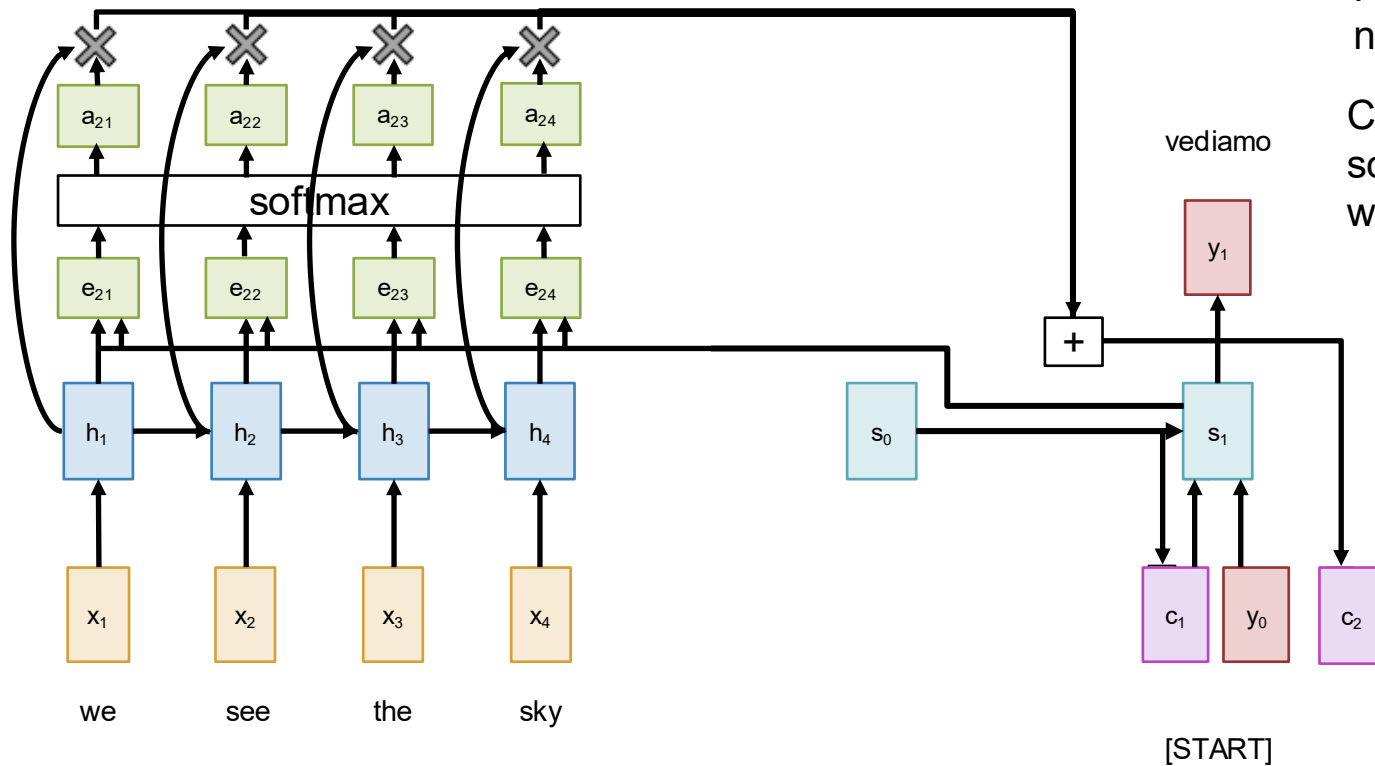 n
C
vediamo
so
w
a21 a22 a23 a24
softmax
y1
e21 e22 e23 e24
+
h1 h2 h3 h4 s0 s1
x1 x2 x3 x4 c1 y0 c2
we see the sky
[START]